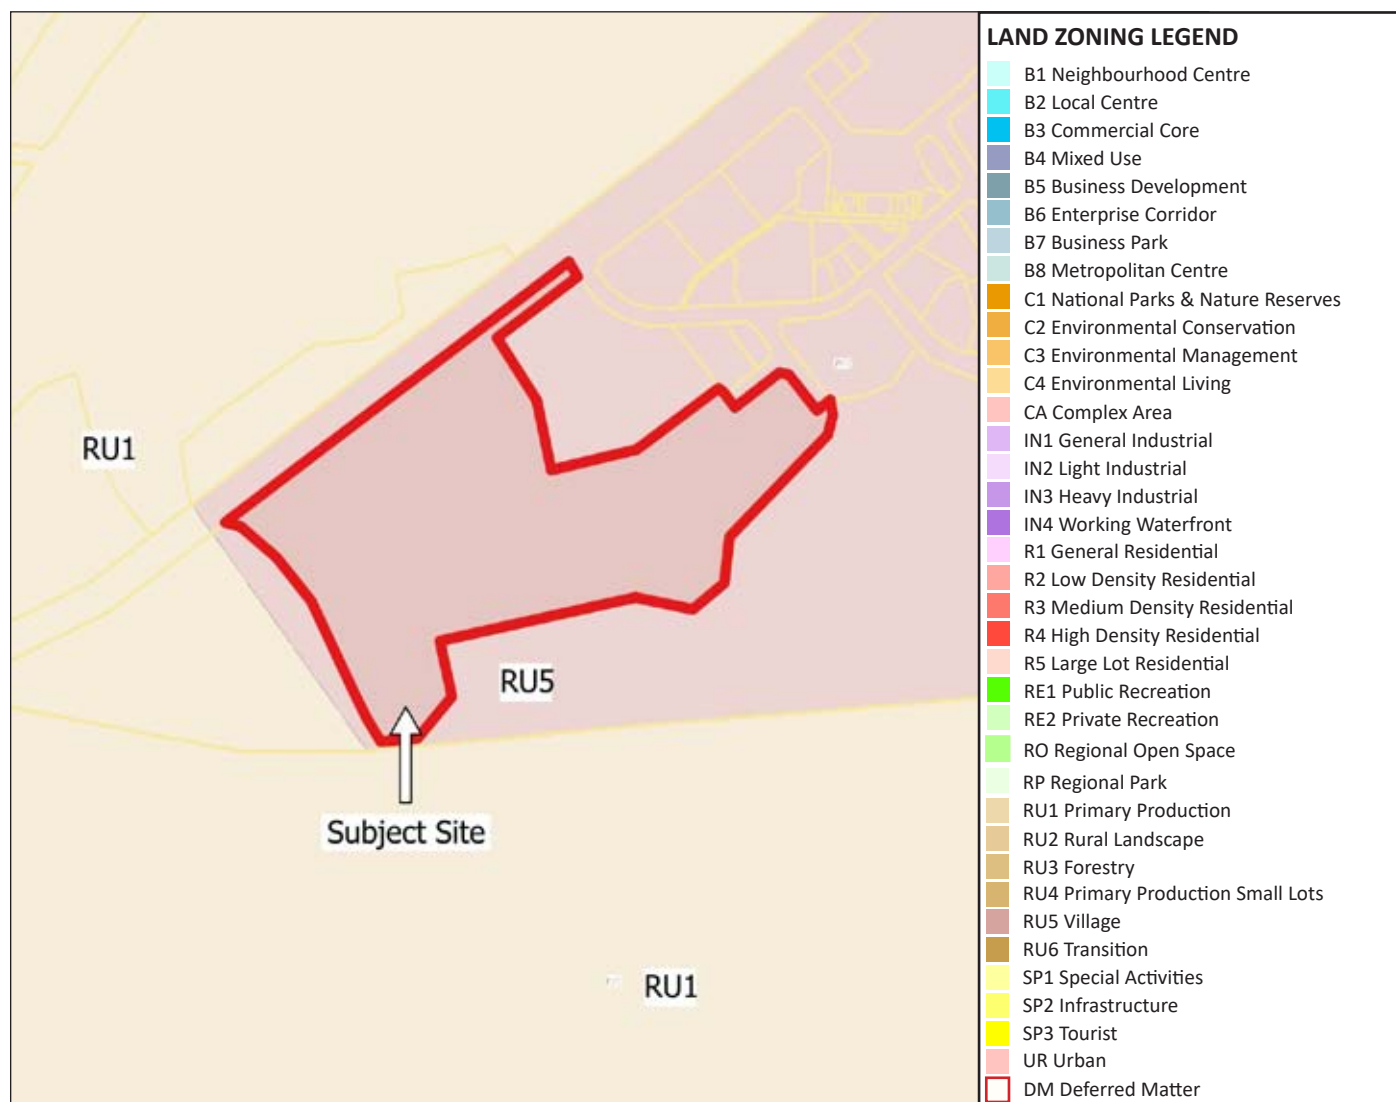 RU1
RU5
Subject Site
RU1
LAND ZONING LEGEND
B1 Neighbourhood Centre
B2 Local Centre
B3 Commercial Core
B4 Mixed Use
B5 Business Development
B6 Enterprise Corridor
B7 Business Park
B8 Metropolitan Centre
C1 National Parks & Nature Reserves
C2 Environmental Conservation
C3 Environmental Management
C4 Environmental Living
CA Complex Area
IN1 General Industrial
IN2 Light Industrial
IN3 Heavy Industrial
IN4 Working Waterfront
R1 General Residential
R2 Low Density Residential
R3 Medium Density Residential
R4 High Density Residential
R5 Large Lot Residential
RE1 Public Recreation
RE2 Private Recreation
RO Regional Open Space
RP Regional Park
RU1 Primary Production
RU2 Rural Landscape
RU3 Forestry
RU4 Primary Production Small Lots
RU5 Village
RU6 Transition
SP1 Special Activities
SP2 Infrastructure
SP3 Tourist
UR Urban
DM Deferred Matter